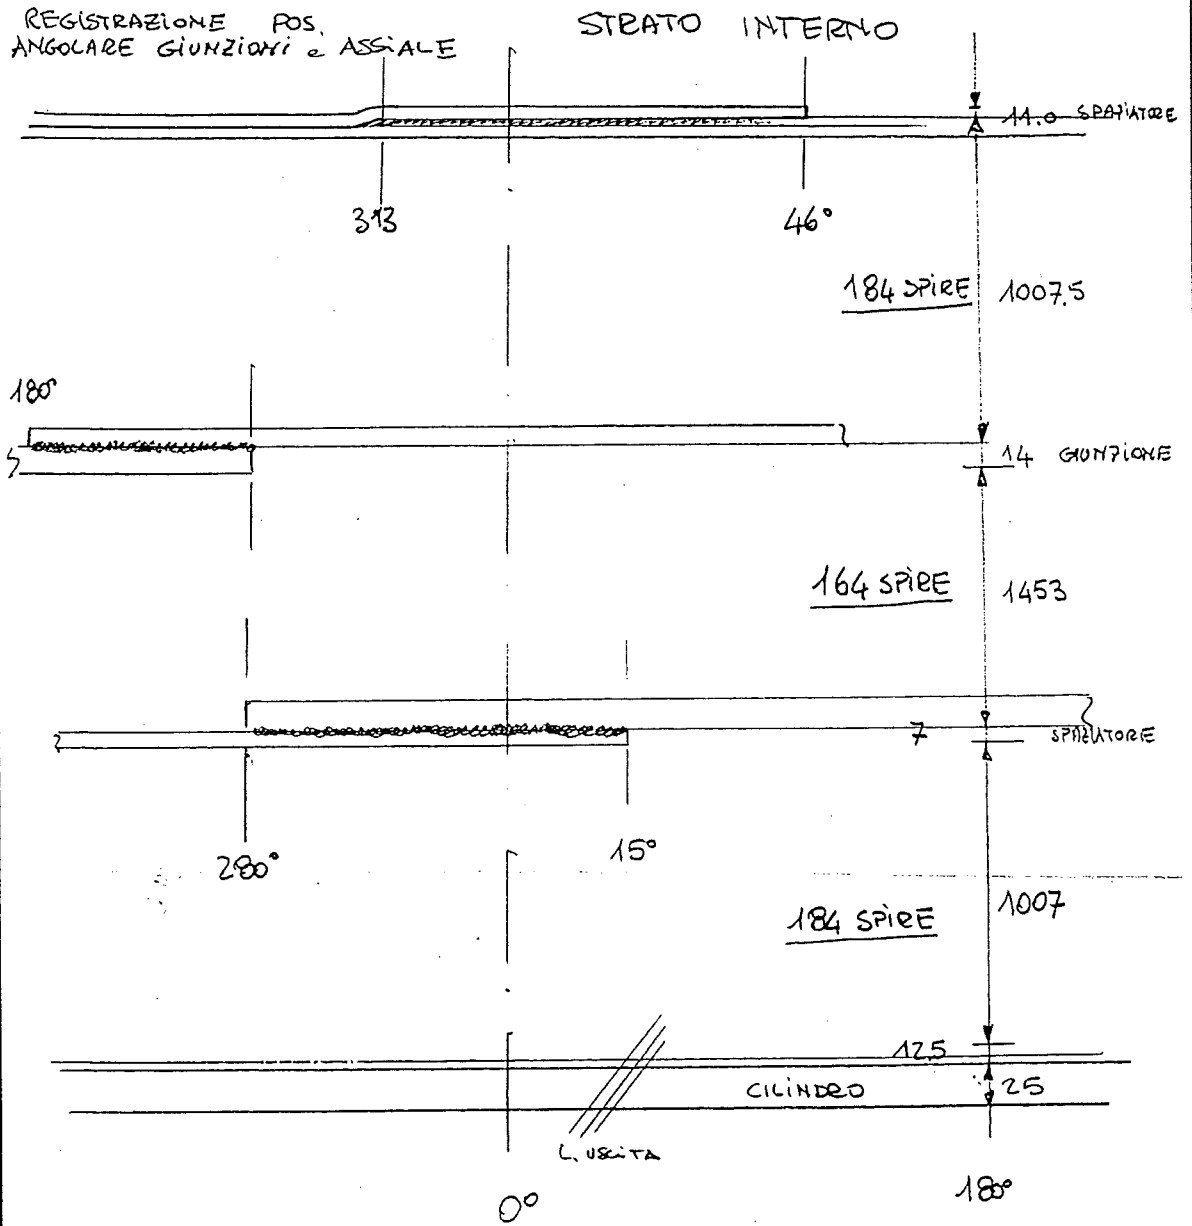 REGISTRAZIONE POS.
ANGOLARE GIUNZIONI e ASSIALE
STRATO INTERNO
11.0 SPAZIATORE
313
46°
184 SPIRE 1007.5
180°
14 GIUNZIONE
164 SPIRE 1453
7 SPAZIATORE
280°
15°
184 SPIRE 1007
12.5
CILINDRO 25
L. USCITA
0°
180°